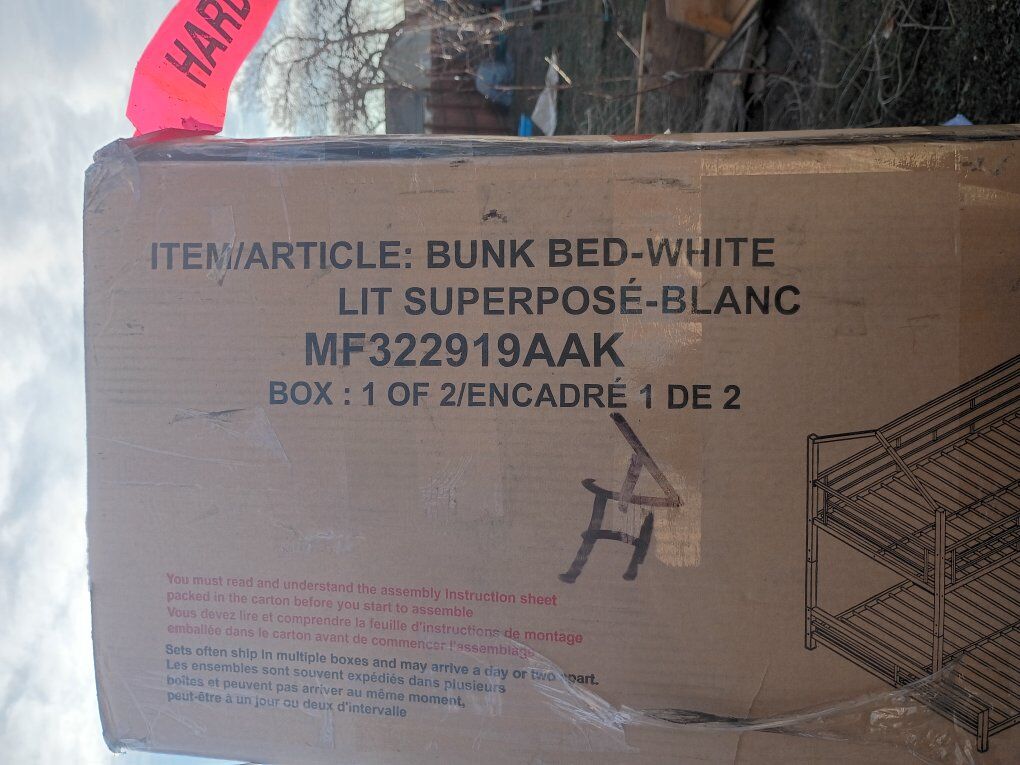 HARD
ITEM/ARTICLE: BUNK BED-WHITE
LIT SUPERPOSÉ-BLANC
MF322919AAK
BOX : 1 OF 2/ENCADRÉ 1 DE 2
You must read and understand the assembly instruction sheet
packed in the carton before you start to assemble
Vous devez lire et comprendre la feuille d'instructions de montage
emballée dans le carton avant de commencer l'assemblage
Sets often ship in multiple boxes and may arrive a day or two apart.
Les ensembles sont souvent expédiés dans plusieurs
boîtes et peuvent pas arriver au même moment,
peut-être à un jour ou deux d'intervalle